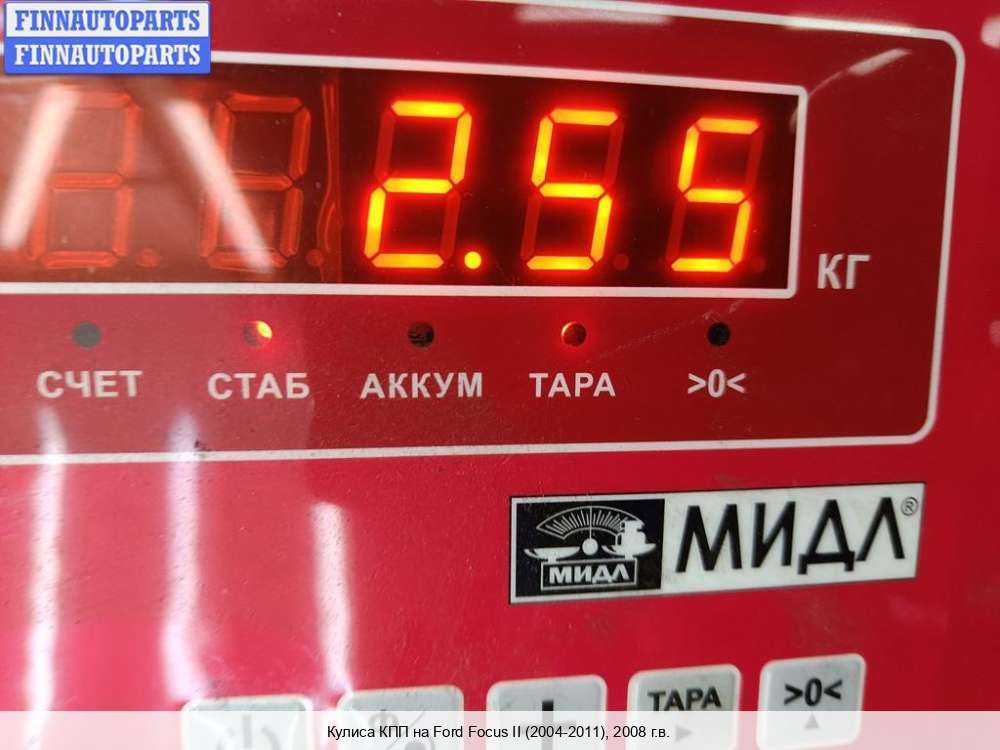 FINNAUTOPARTS
FINNAUTOPARTS
2.55
КГ
СЧЕТ СТАБ АККУМ ТАРА >0<
МИДЛ МИДЛ®
ТАРА >0<
Кулиса КПП на Ford Focus II (2004-2011), 2008 г.в.